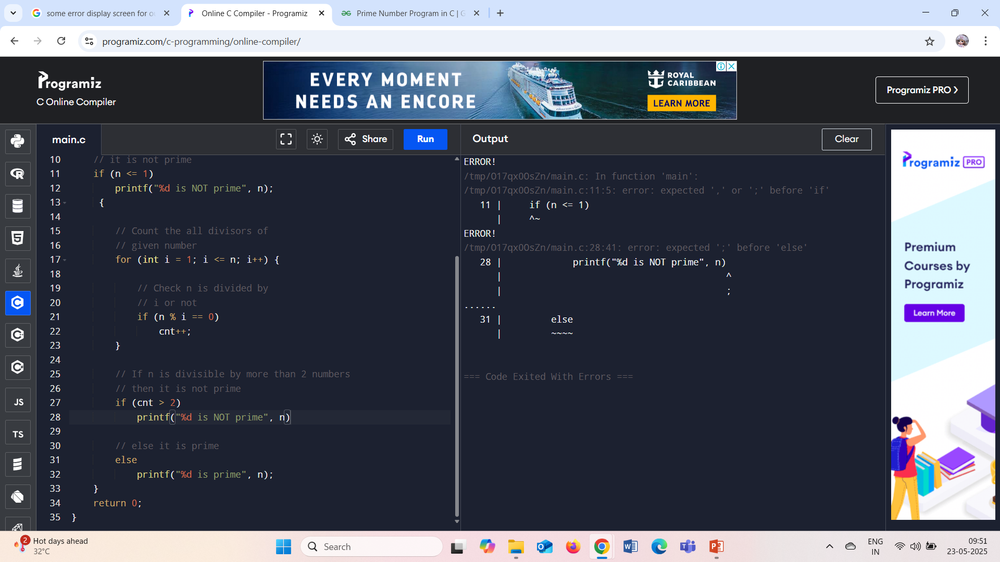 some error display screen for ou
Online C Compiler - Programiz
Prime Number Program in C | G
programiz.com/c-programming/online-compiler/
Programiz
C Online Compiler
EVERY MOMENT
NEEDS AN ENCORE
ROYAL
CARIBBEAN
LEARN MORE
Programiz PRO ❯
main.c
Share
Run
Output
Clear
10 // it is not prime
11 if (n <= 1)
12 printf("%d is NOT prime", n);
13 {
14
15 // Count the all divisors of
16 // given number
17 for (int i = 1; i <= n; i++) {
18
19 // Check n is divided by
20 // i or not
21 if (n % i == 0)
22 cnt++;
23 }
24
25 // If n is divisible by more than 2 numbers
26 // then it is not prime
27 if (cnt > 2)
28 printf("%d is NOT prime", n)
29
30 // else it is prime
31 else
32 printf("%d is prime", n);
33 }
34 return 0;
35 }
ERROR!
/tmp/O17qx0OsZn/main.c: In function 'main':
/tmp/O17qx0OsZn/main.c:11:5: error: expected ',' or ';' before 'if'
11 | if (n <= 1)
| ^~
ERROR!
/tmp/O17qx0OsZn/main.c:28:41: error: expected ';' before 'else'
28 | printf("%d is NOT prime", n)
| ^
| ;
......
31 | else
| ~~~~
=== Code Exited With Errors ===
Programiz PRO
Premium
Courses by
Programiz
Learn More
JS
TS
2
Hot days ahead
32°C
Search
ENG
IN
09:51
23-05-2025